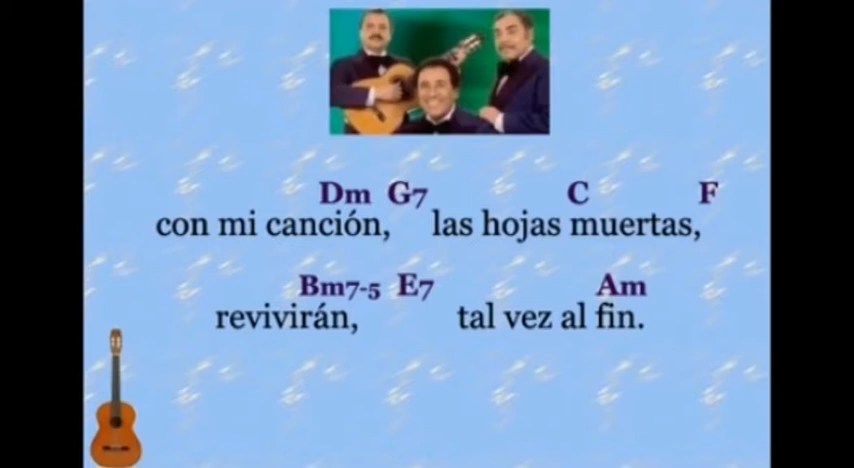 Dm G7 C F
con mi canción, las hojas muertas,
Bm7-5 E7 Am
revivirán, tal vez al fin.